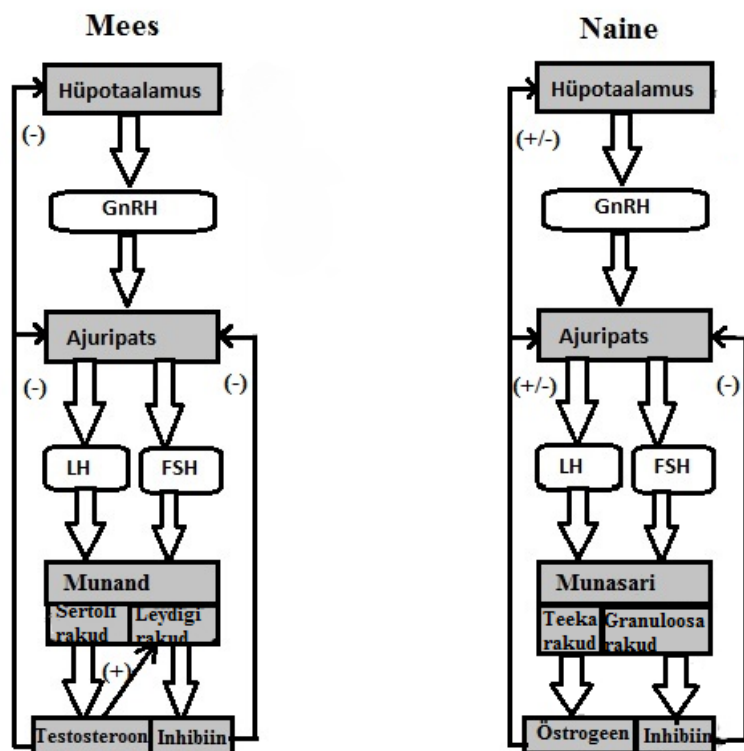 Mees
Hüpotaalamus
(-)
GnRH
Ajuripats
(-)
(-)
LH
FSH
Munand
Sertoli
rakud
Leydigi
rakud
(+)
Testosteroon
Inhibiin
Naine
Hüpotaalamus
(+/-)
GnRH
Ajuripats
(+/-)
(-)
LH
FSH
Munasari
Teeka
rakud
Granuloosa
rakud
Östrogeen
Inhibiin